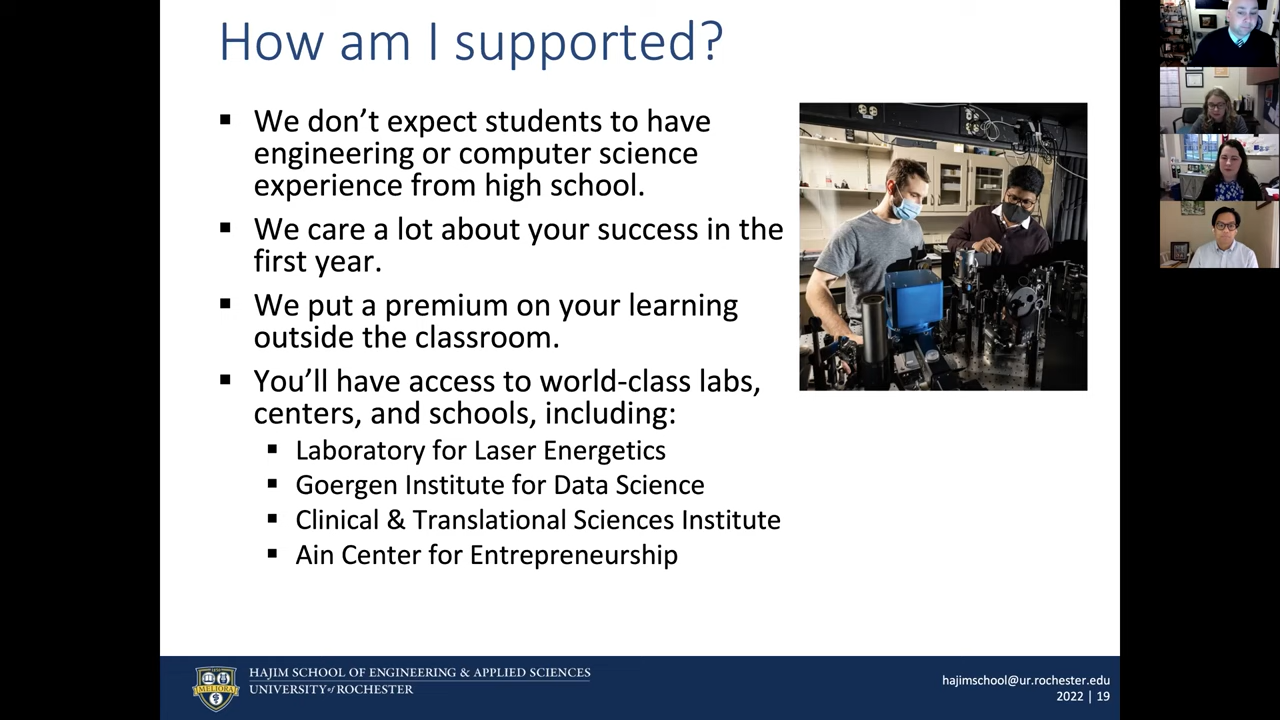 How am I supported?
▪ We don’t expect students to have
engineering or computer science
experience from high school.
▪ We care a lot about your success in the
first year.
▪ We put a premium on your learning
outside the classroom.
▪ You’ll have access to world-class labs,
centers, and schools, including:
▪ Laboratory for Laser Energetics
▪ Goergen Institute for Data Science
▪ Clinical & Translational Sciences Institute
▪ Ain Center for Entrepreneurship
MELIORA
HAJIM SCHOOL OF ENGINEERING & APPLIED SCIENCES
UNIVERSITY of ROCHESTER
hajimschool@ur.rochester.edu
2022 | 19